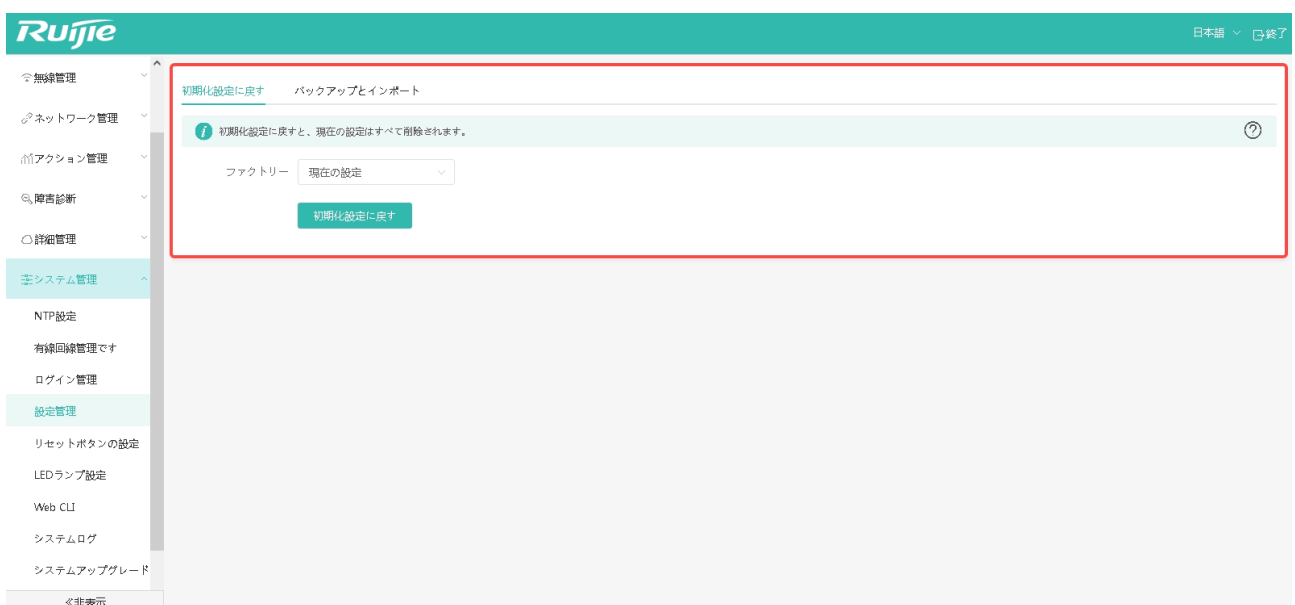 Ruijie
日本語 終了
無線管理
ネットワーク管理
アクション管理
障害診断
詳細管理
システム管理
NTP設定
有線回線管理です
ログイン管理
設定管理
リセットボタンの設定
LEDランプ設定
Web CLI
システムログ
システムアップグレード
≪非表示
初期化設定に戻す バックアップとインポート
初期化設定に戻すと、現在の設定はすべて削除されます。
ファクトリー 現在の設定
初期化設定に戻す